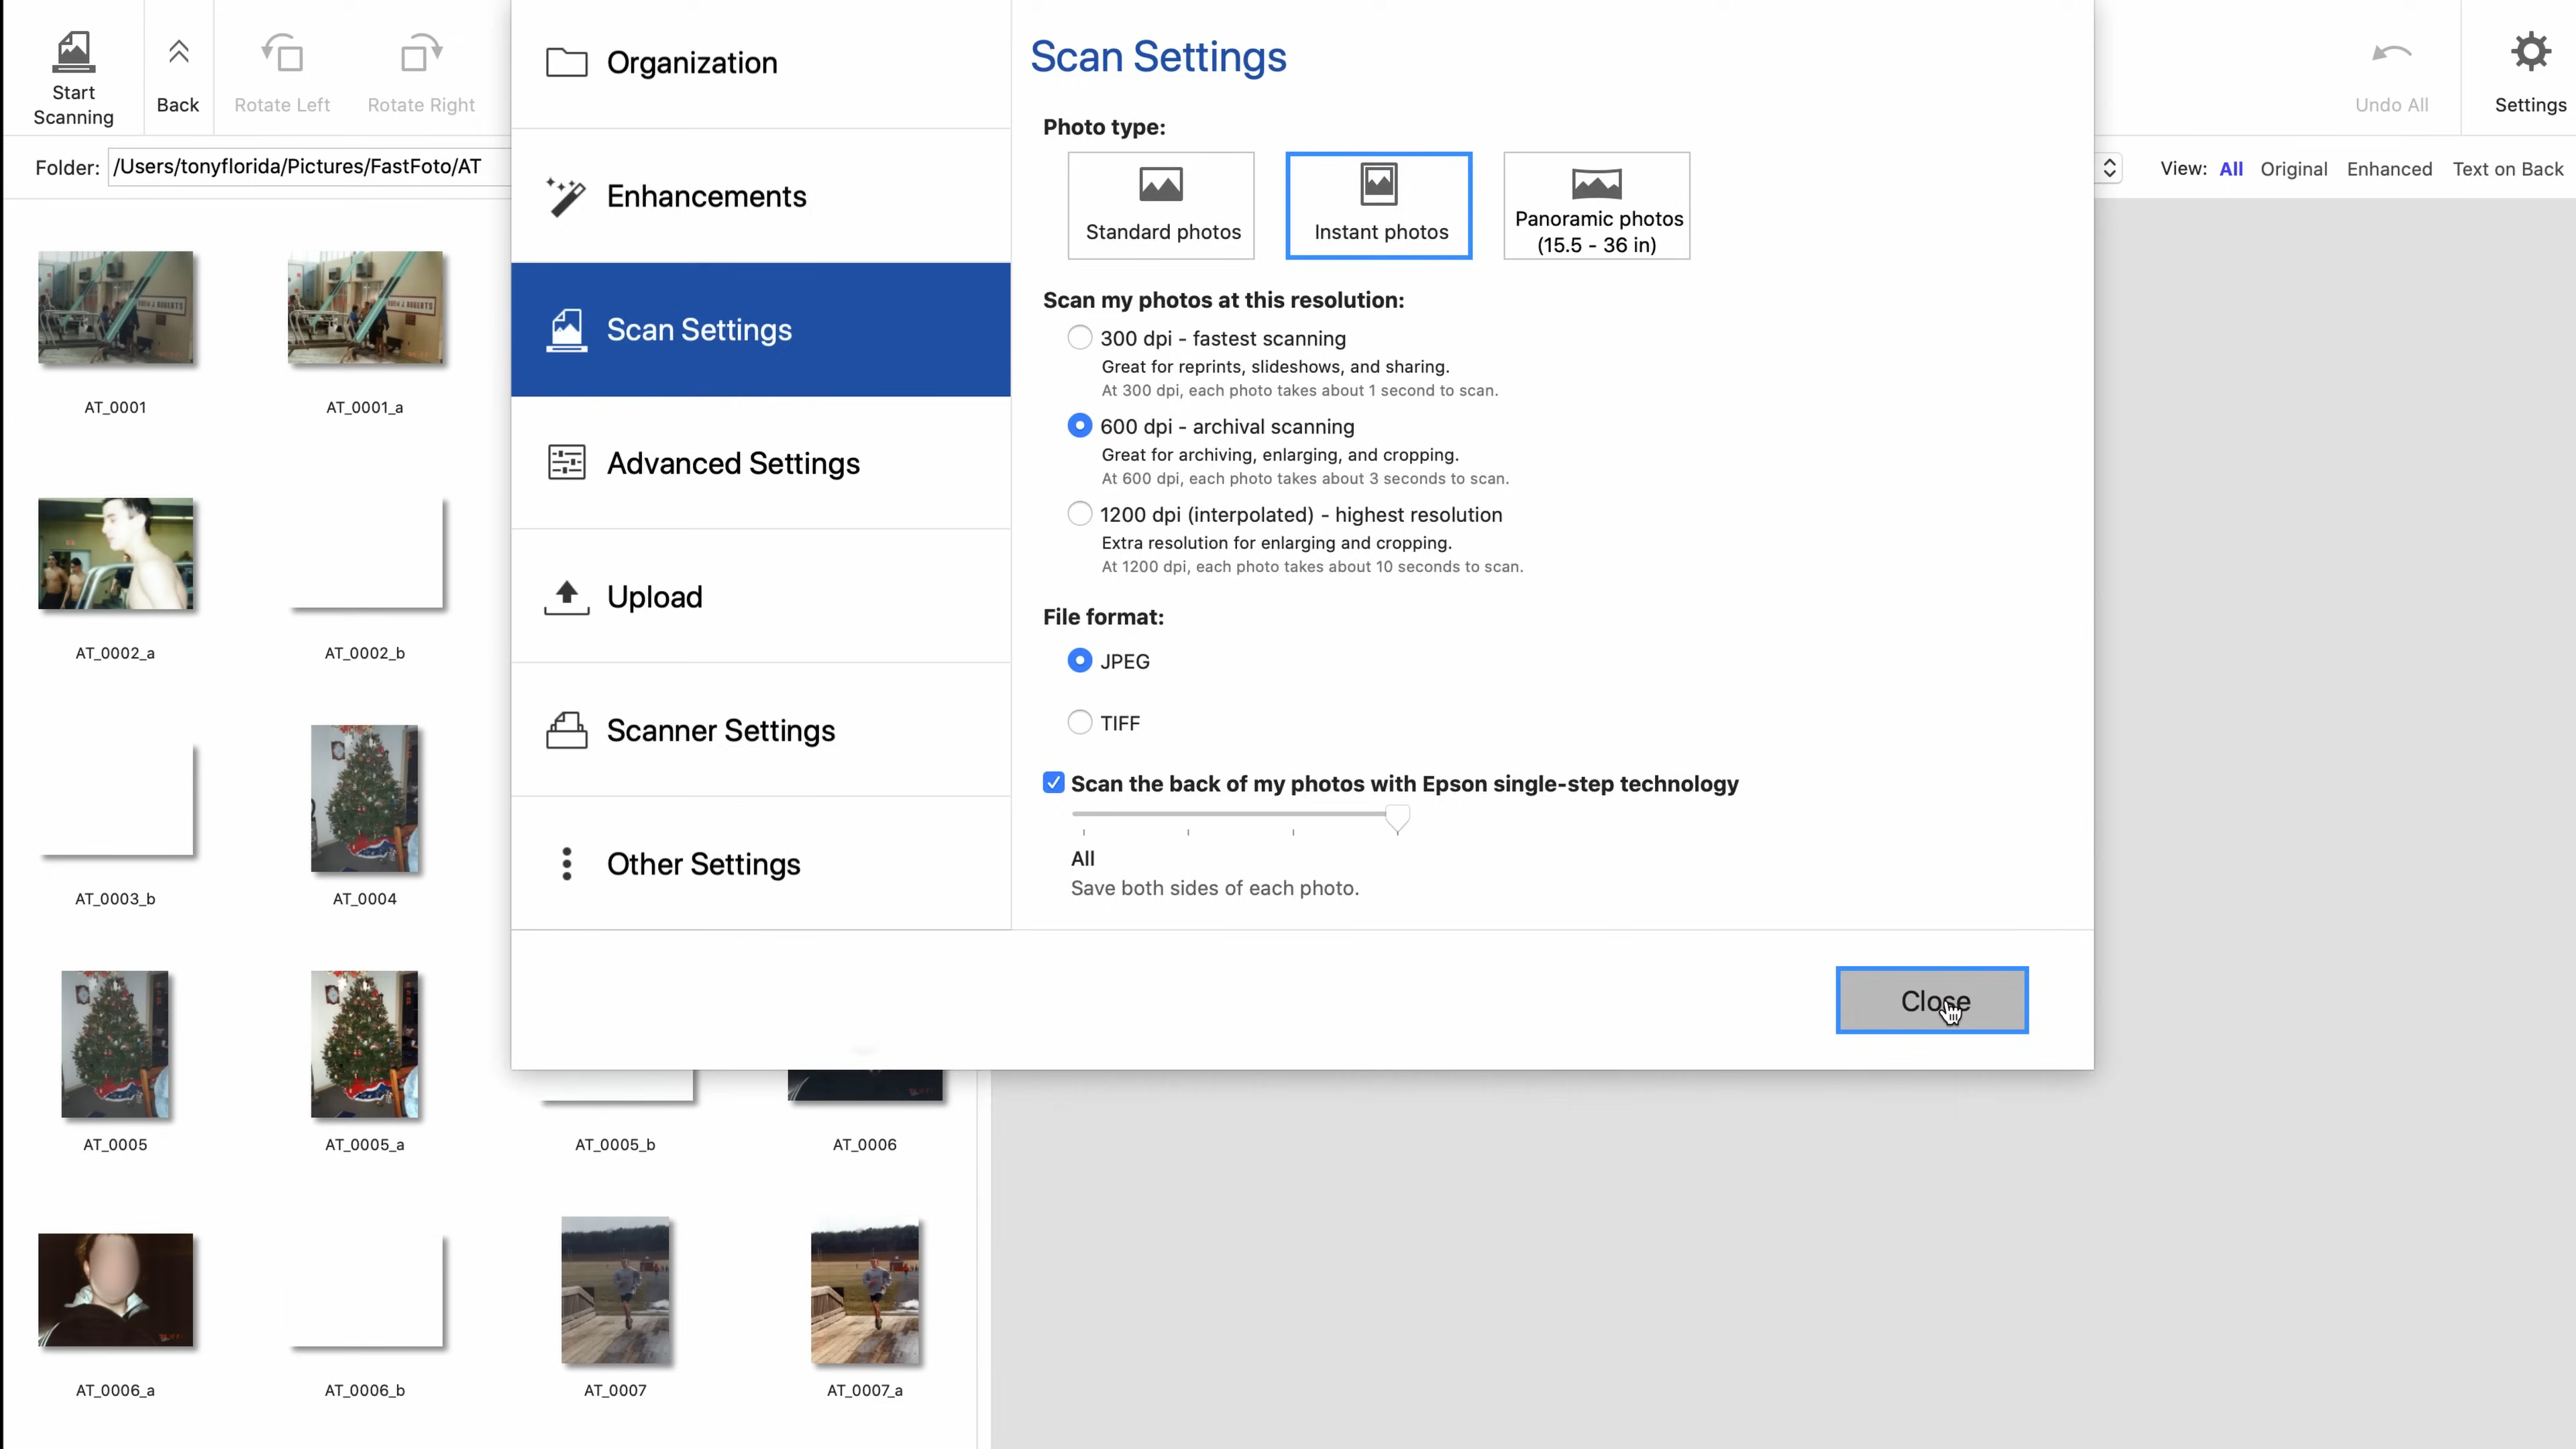 Start
Scanning
Back
Rotate Left
Rotate Right
Undo All
Settings
Folder:
/Users/tonyflorida/Pictures/FastFoto/AT
View:
All
Original
Enhanced
Text on Back
AT_0001
AT_0001_a
AT_0002_a
AT_0002_b
AT_0003_b
AT_0004
AT_0005
AT_0005_a
AT_0005_b
AT_0006
AT_0006_a
AT_0006_b
AT_0007
AT_0007_a
Organization
Enhancements
Scan Settings
Advanced Settings
Upload
Scanner Settings
Other Settings
Scan Settings
Photo type:
Standard photos
Instant photos
Panoramic photos
(15.5 - 36 in)
Scan my photos at this resolution:
300 dpi - fastest scanning
Great for reprints, slideshows, and sharing.
At 300 dpi, each photo takes about 1 second to scan.
600 dpi - archival scanning
Great for archiving, enlarging, and cropping.
At 600 dpi, each photo takes about 3 seconds to scan.
1200 dpi (interpolated) - highest resolution
Extra resolution for enlarging and cropping.
At 1200 dpi, each photo takes about 10 seconds to scan.
File format:
JPEG
TIFF
Scan the back of my photos with Epson single-step technology
All
Save both sides of each photo.
Close